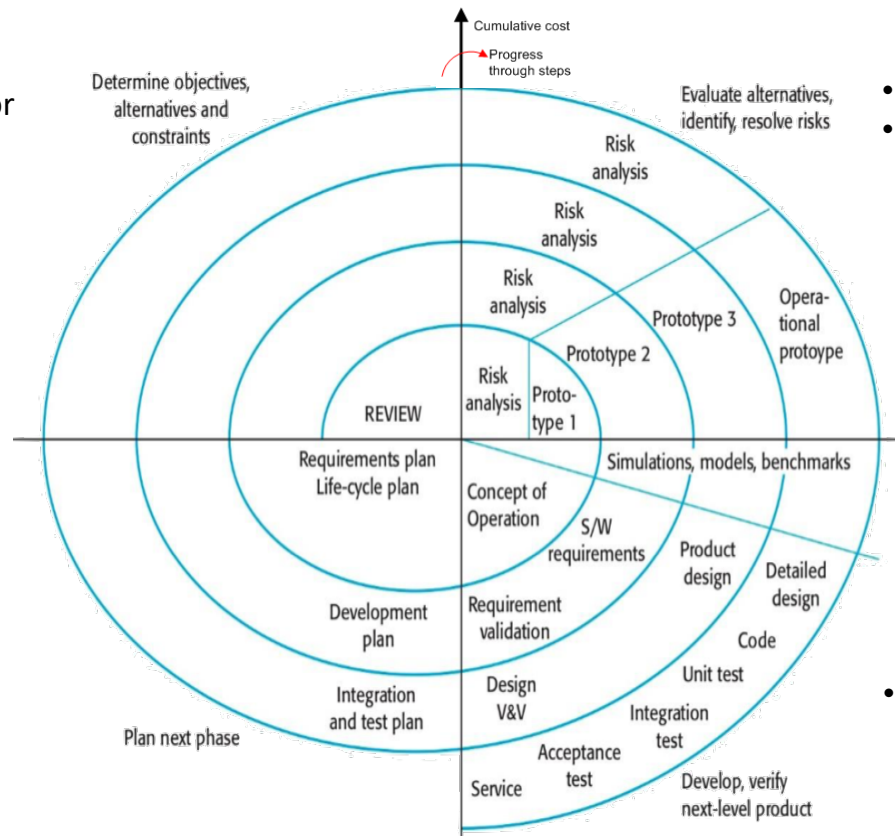 Cumulative cost
Progress
through steps
or
Determine objectives,
alternatives and
constraints
Evaluate alternatives,
identify, resolve risks
•
•
Risk
analysis
Risk
analysis
Risk
analysis
Opera-
tional
protoype
Prototype 3
Prototype 2
Risk
analysis
Proto-
type 1
REVIEW
Requirements plan
Life-cycle plan
Simulations, models, benchmarks
Concept of
Operation
S/W
requirements
Product
design
Detailed
design
Development
plan
Requirement
validation
Code
Unit test
Integration
and test plan
Design
V&V
Integration
test
•
Plan next phase
Acceptance
test
Service
Develop, verify
next-level product